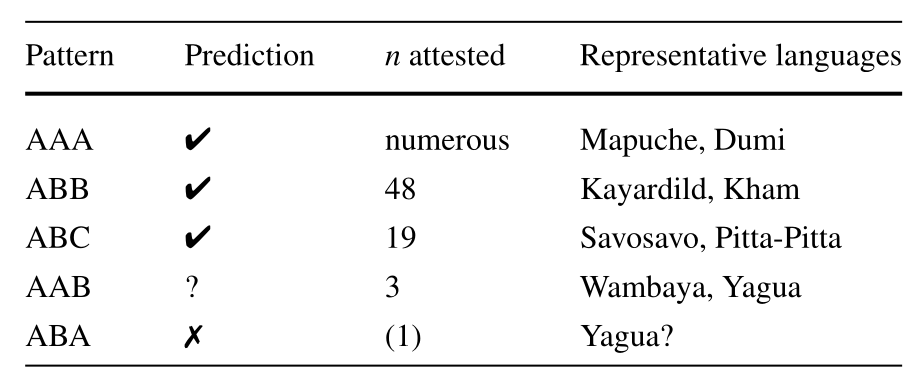 Pattern Prediction n attested Representative languages
AAA ✔ numerous Mapuche, Dumi
ABB ✔ 48 Kayardild, Kham
ABC ✔ 19 Savosavo, Pitta-Pitta
AAB ? 3 Wambaya, Yagua
ABA ✗ (1) Yagua?